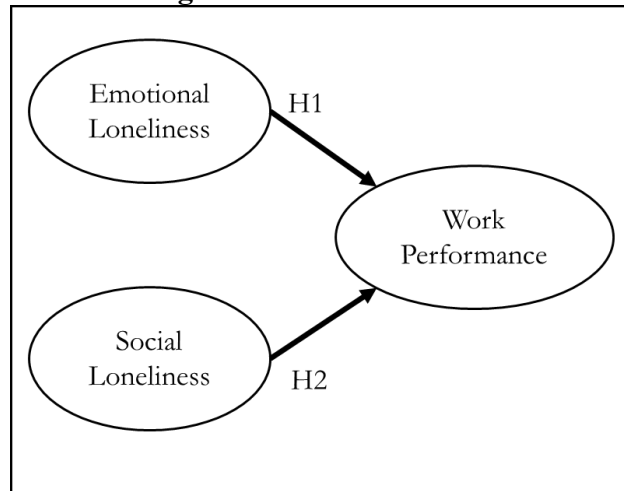 Emotional
Loneliness
H1
Work
Performance
Social
Loneliness
H2